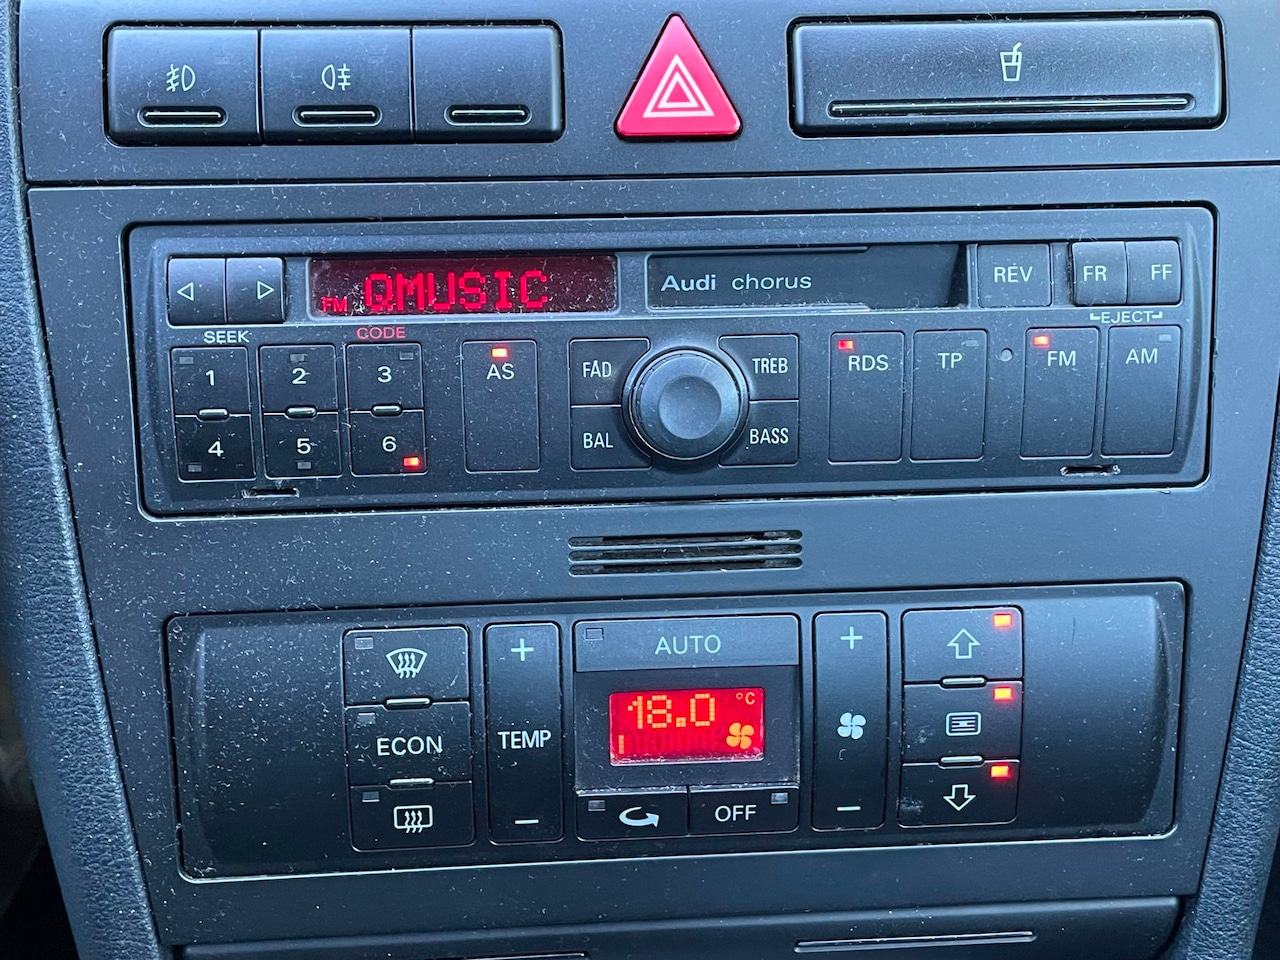 FM QMUSIC
Audi chorus
RÉV
FR
FF
EJECT
SEEK
CODE
1
2
3
4
5
6
AS
FAD
TREB
BAL
BASS
RDS
TP
FM
AM
AUTO
18.0 °C
ECON
TEMP
+
−
+
−
OFF